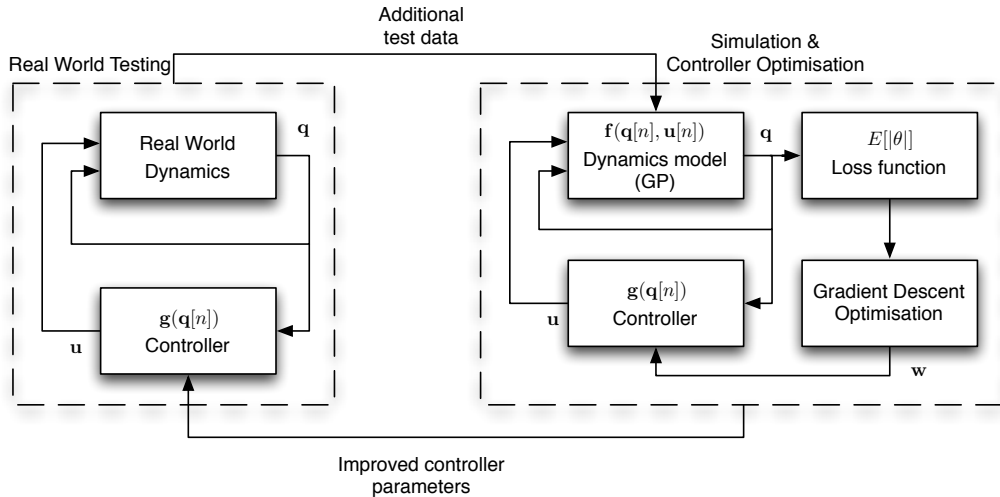 Additional
test data
Real World Testing
Simulation &
Controller Optimisation
Real World
Dynamics
q
f(q[n], u[n])
Dynamics model
(GP)
q
E[|θ|]
Loss function
g(q[n])
Controller
u
g(q[n])
Controller
u
Gradient Descent
Optimisation
w
Improved controller
parameters